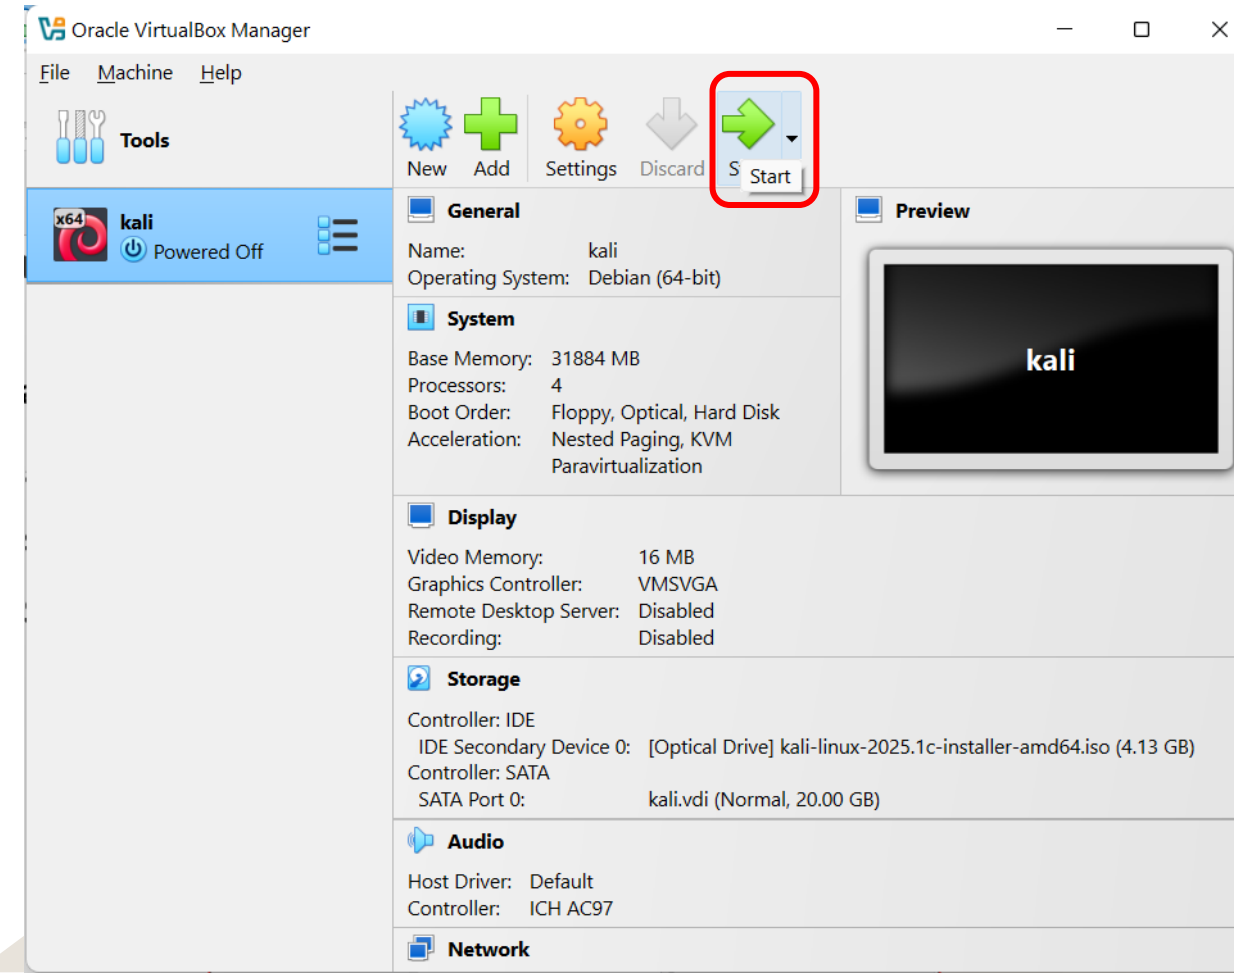 Oracle VirtualBox Manager
File Machine Help
Tools
New Add Settings Discard S
Start
x64
kali
Powered Off
General
Name: kali
Operating System: Debian (64-bit)
Preview
kali
System
Base Memory: 31884 MB
Processors: 4
Boot Order: Floppy, Optical, Hard Disk
Acceleration: Nested Paging, KVM
Paravirtualization
Display
Video Memory: 16 MB
Graphics Controller: VMSVGA
Remote Desktop Server: Disabled
Recording: Disabled
Storage
Controller: IDE
IDE Secondary Device 0: [Optical Drive] kali-linux-2025.1c-installer-amd64.iso (4.13 GB)
Controller: SATA
SATA Port 0: kali.vdi (Normal, 20.00 GB)
Audio
Host Driver: Default
Controller: ICH AC97
Network